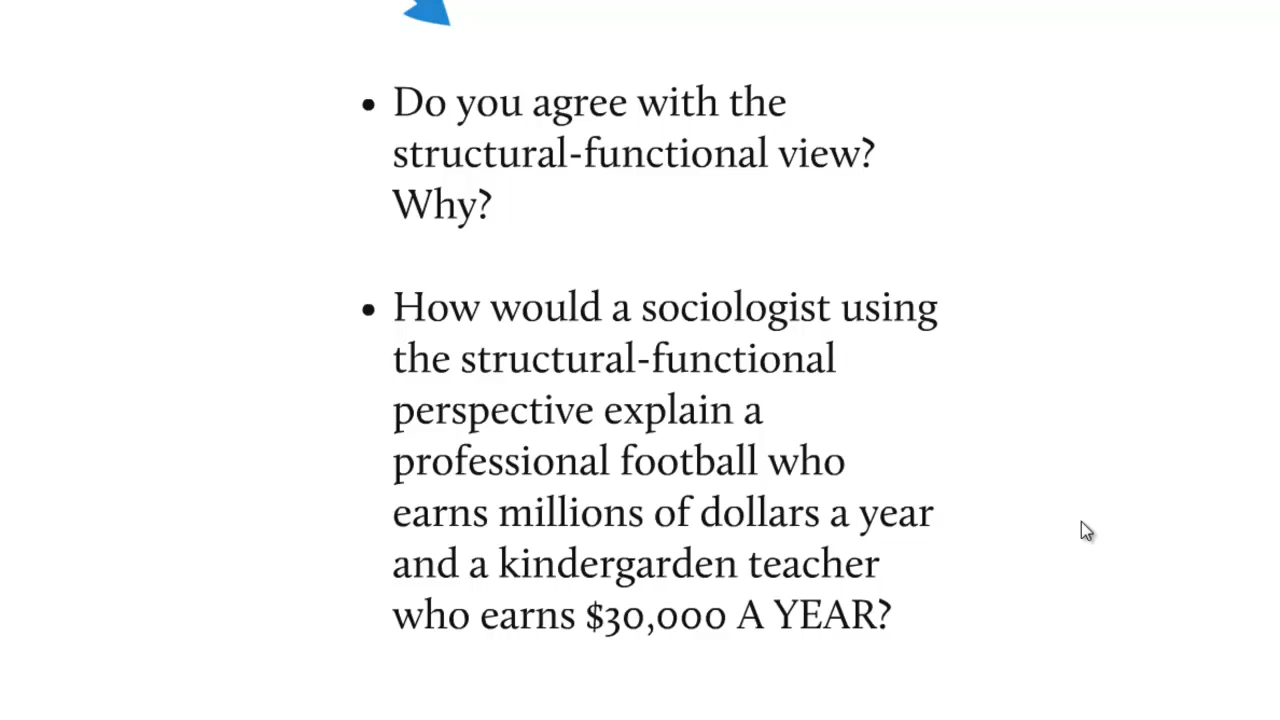 • Do you agree with the
structural-functional view?
Why?
• How would a sociologist using
the structural-functional
perspective explain a
professional football who
earns millions of dollars a year
and a kindergarden teacher
who earns $30,000 A YEAR?